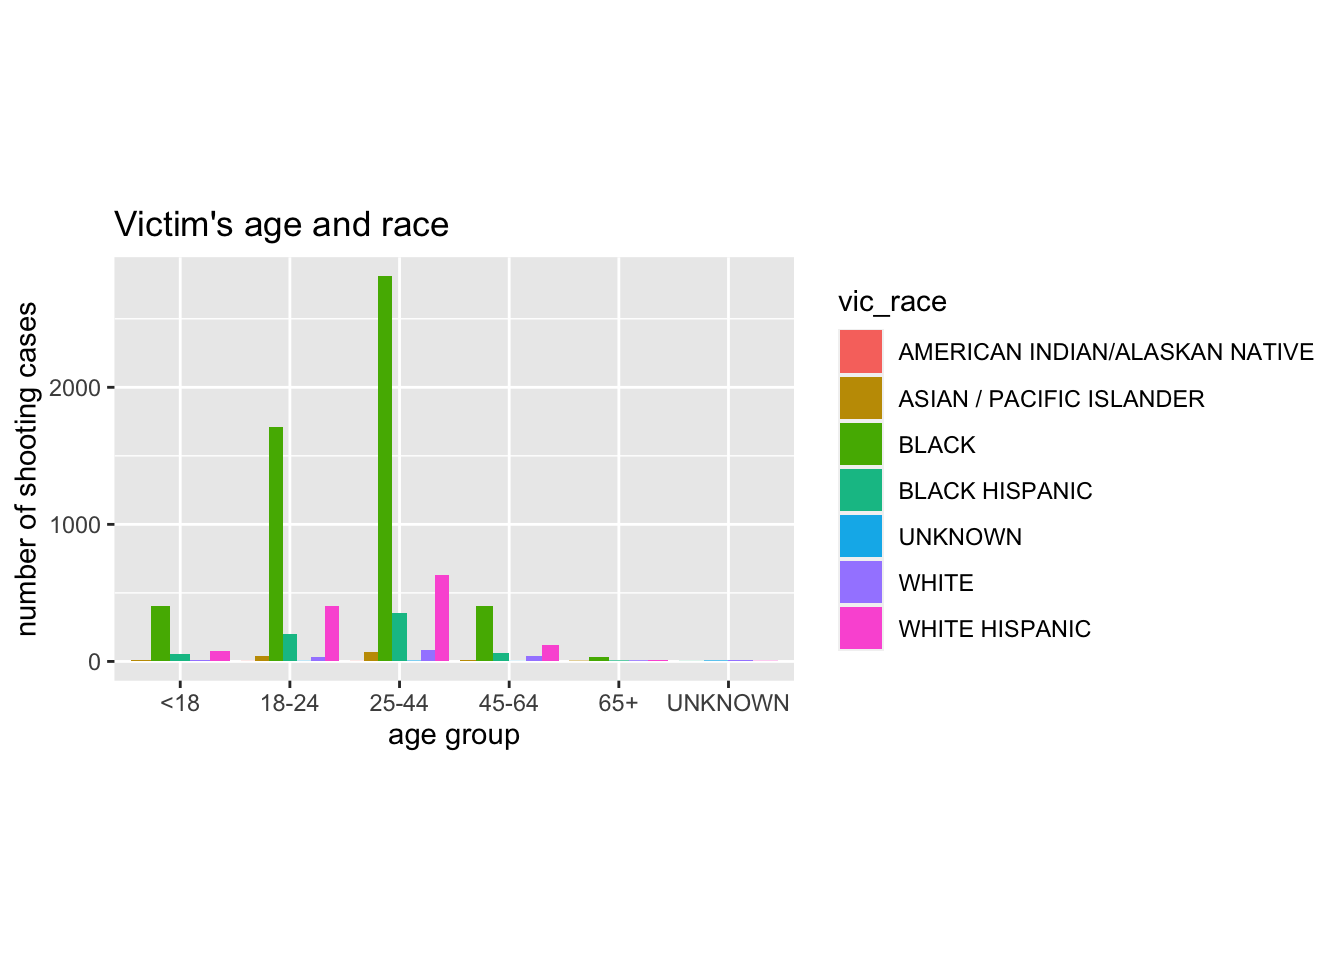 Victim's age and race
number of shooting cases
2000
1000
0
<18 18-24 25-44 45-64 65+ UNKNOWN
age group
vic_race
AMERICAN INDIAN/ALASKAN NATIVE
ASIAN / PACIFIC ISLANDER
BLACK
BLACK HISPANIC
UNKNOWN
WHITE
WHITE HISPANIC